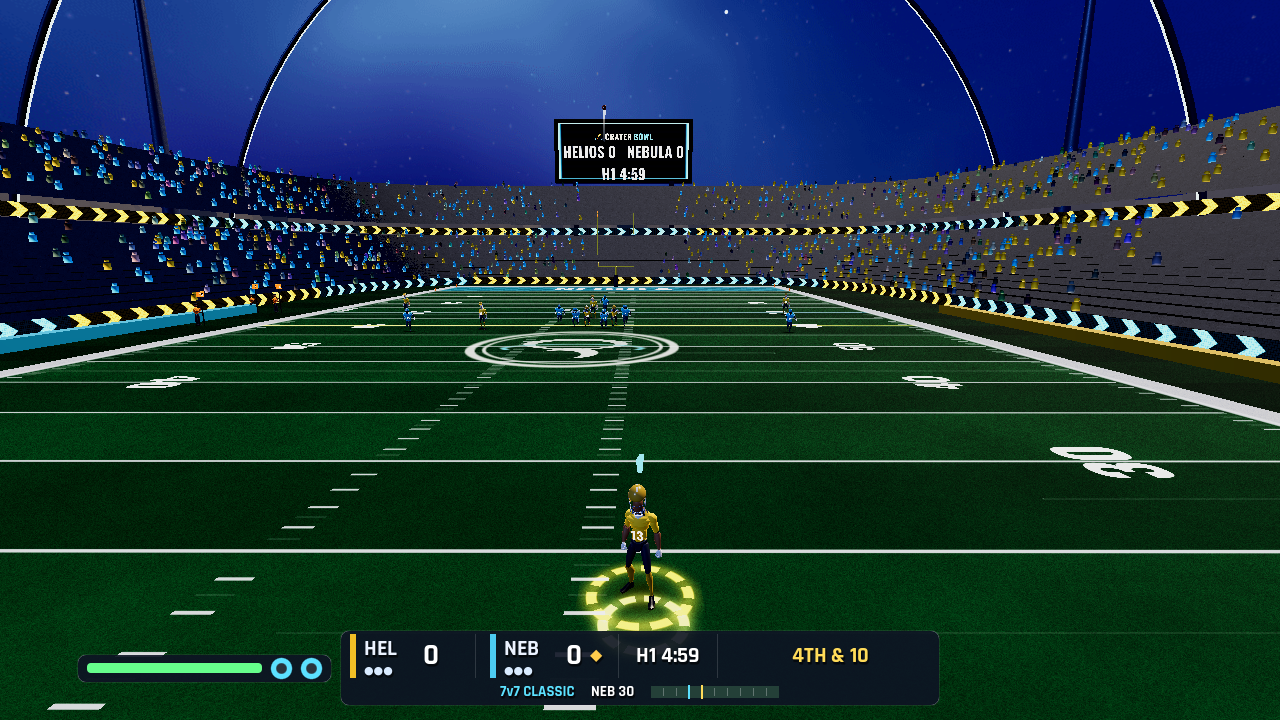 CRATER BOWL
HELIOS 0 NEBULA 0
H1 4:59
30
13
HEL 0 NEB 0 H1 4:59 4TH & 10
7v7 CLASSIC NEB 30